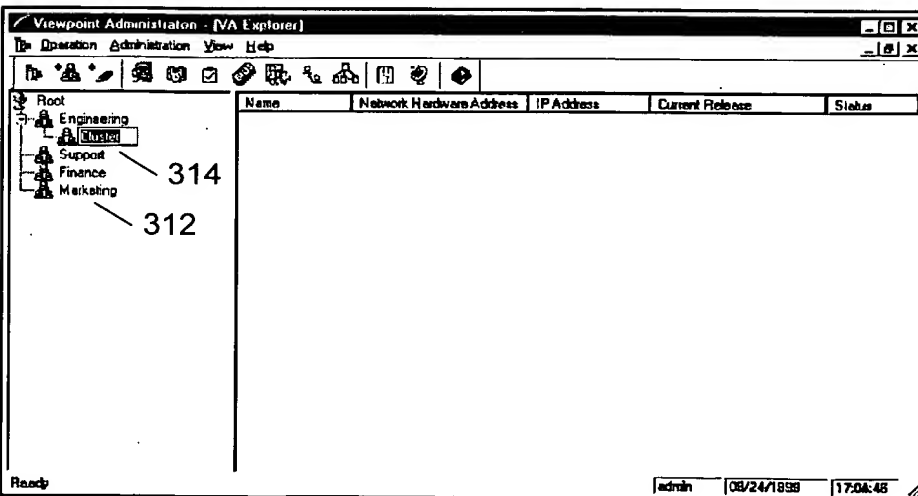 Viewpoint Administraton - [VA Explorer]
Operation Administration View Help
Root
Engineering
Cluster
Support
Finance
Marketing
314
312
Name Network Hardware Address IP Address Current Release Status
Ready
admin 08/24/1999 17:04:46